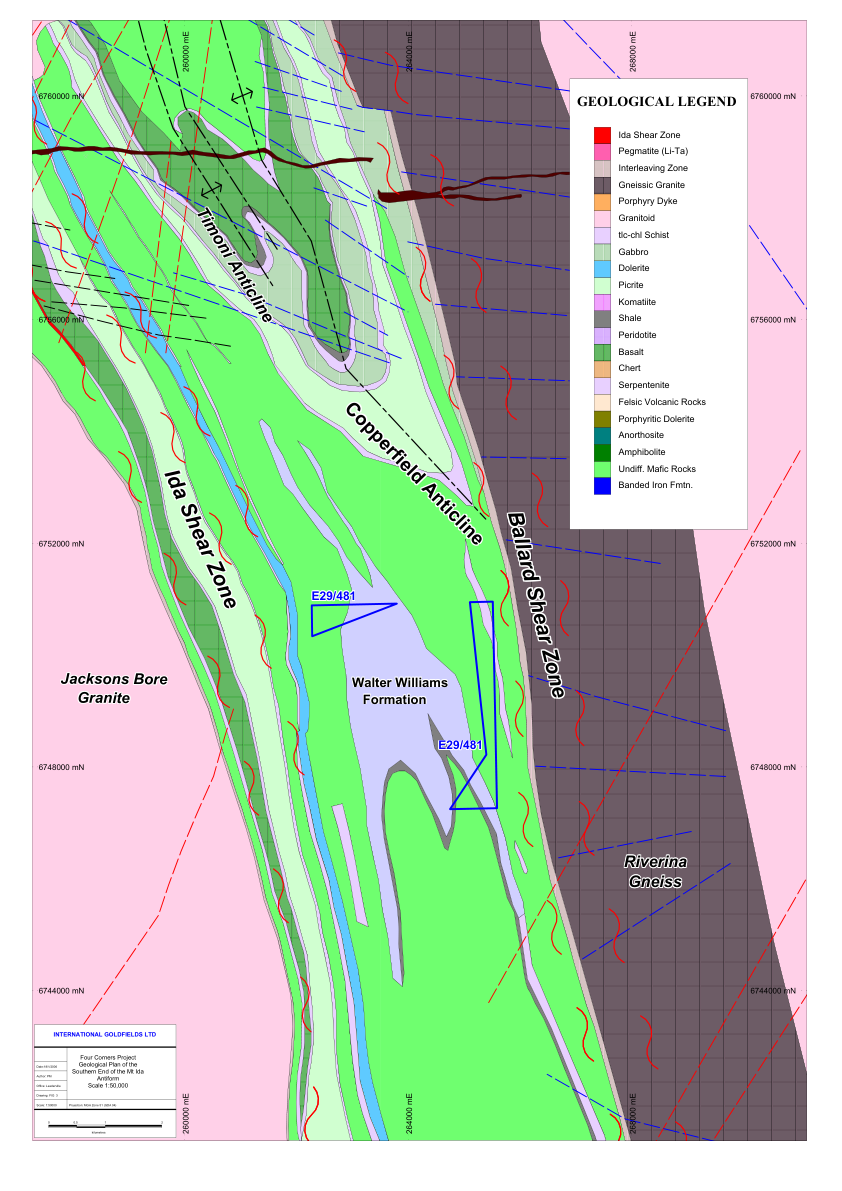 260000 mE
264000 mE
268000 mE
6760000 mN
6760000 mN
GEOLOGICAL LEGEND
Ida Shear Zone
Pegmatite (Li-Ta)
Interleaving Zone
Gneissic Granite
Porphyry Dyke
Granitoid
tlc-chl Schist
Gabbro
Dolerite
Picrite
Komatiite
Shale
Peridotite
Basalt
Chert
Serpentenite
Felsic Volcanic Rocks
Porphyritic Dolerite
Anorthosite
Amphibolite
Undiff. Mafic Rocks
Banded Iron Fmtn.
Timoni Anticline
6756000 mN
6756000 mN
Copperfield Anticline
Ida Shear Zone
Ballard Shear Zone
6752000 mN
6752000 mN
E29/481
Jacksons Bore
Granite
Walter Williams
Formation
E29/481
6748000 mN
6748000 mN
Riverina
Gneiss
6744000 mN
6744000 mN
INTERNATIONAL GOLDFIELDS LTD
Four Corners Project
Geological Plan of the
Southern End of the Mt Ida
Antiform
Scale 1:50,000
260000 mE
264000 mE
268000 mE